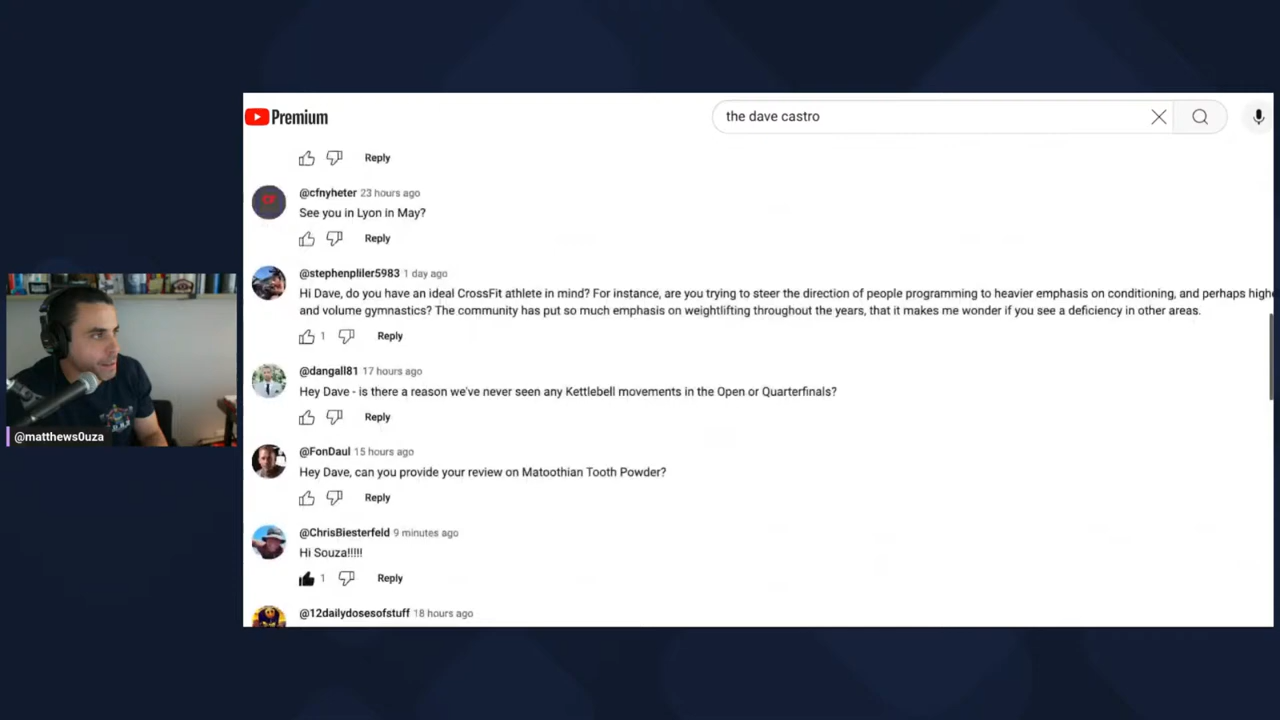 Premium
the dave castro
Reply
@cfnyheter 23 hours ago
See you in Lyon in May?
Reply
@stephenpliler5983 1 day ago
Hi Dave, do you have an ideal CrossFit athlete in mind? For instance, are you trying to steer the direction of people programming to heavier emphasis on conditioning, and perhaps highe
and volume gymnastics? The community has put so much emphasis on weightlifting throughout the years, that it makes me wonder if you see a deficiency in other areas.
1 Reply
@dangall81 17 hours ago
Hey Dave - is there a reason we've never seen any Kettlebell movements in the Open or Quarterfinals?
Reply
@matthews0uza
@FonDaul 15 hours ago
Hey Dave, can you provide your review on Matoothian Tooth Powder?
Reply
@ChrisBiesterfeld 9 minutes ago
Hi Souza!!!!!
1 Reply
@12dailydosesofstuff 18 hours ago